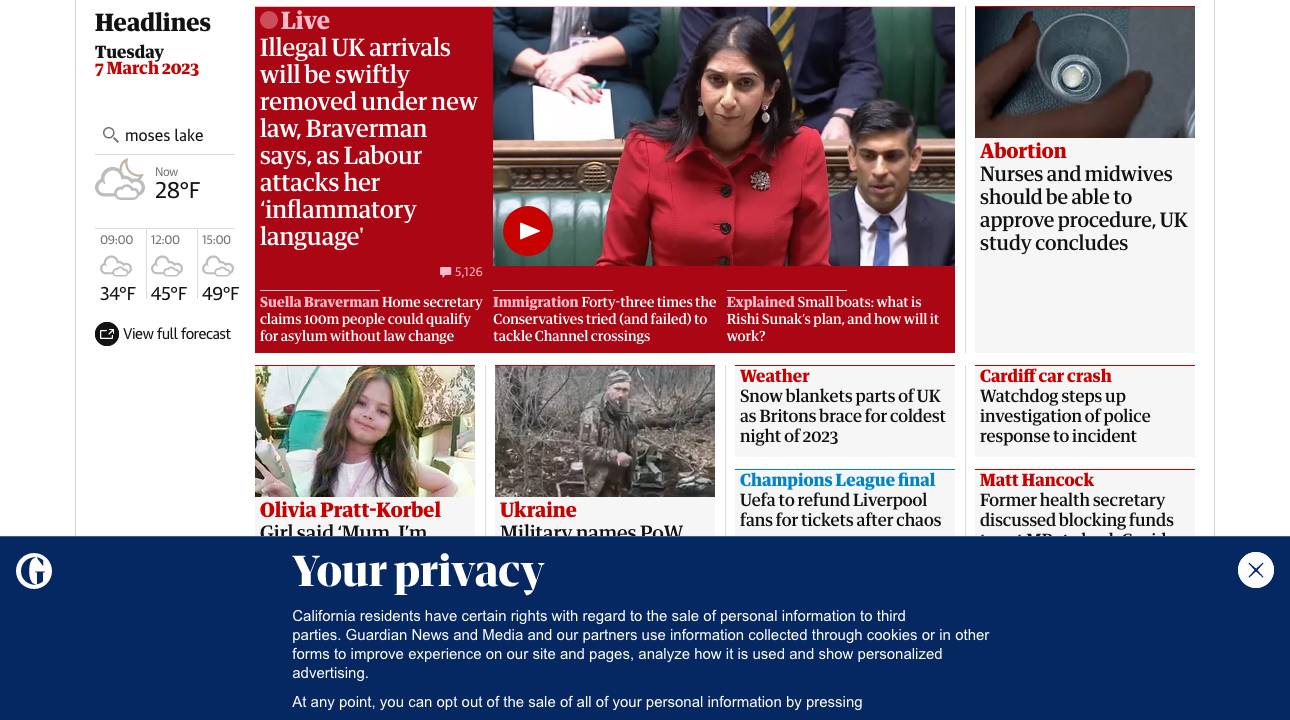 Headlines
Tuesday
7 March 2023
moses lake
Now
28°F
09:00
12:00
15:00
34°F
45°F
49°F
View full forecast
Live
Illegal UK arrivals
will be swiftly
removed under new
law, Braverman
says, as Labour
attacks her
‘inflammatory
language'
5,126
Suella Braverman Home secretary
claims 100m people could qualify
for asylum without law change
Immigration Forty-three times the
Conservatives tried (and failed) to
tackle Channel crossings
Explained Small boats: what is
Rishi Sunak’s plan, and how will it
work?
Abortion
Nurses and midwives
should be able to
approve procedure, UK
study concludes
Olivia Pratt-Korbel
Girl said ‘Mum, I’m
Ukraine
Military names PoW
Weather
Snow blankets parts of UK
as Britons brace for coldest
night of 2023
Champions League final
Uefa to refund Liverpool
fans for tickets after chaos
Cardiff car crash
Watchdog steps up
investigation of police
response to incident
Matt Hancock
Former health secretary
discussed blocking funds
Your privacy
California residents have certain rights with regard to the sale of personal information to third
parties. Guardian News and Media and our partners use information collected through cookies or in other
forms to improve experience on our site and pages, analyze how it is used and show personalized
advertising.
At any point, you can opt out of the sale of all of your personal information by pressing